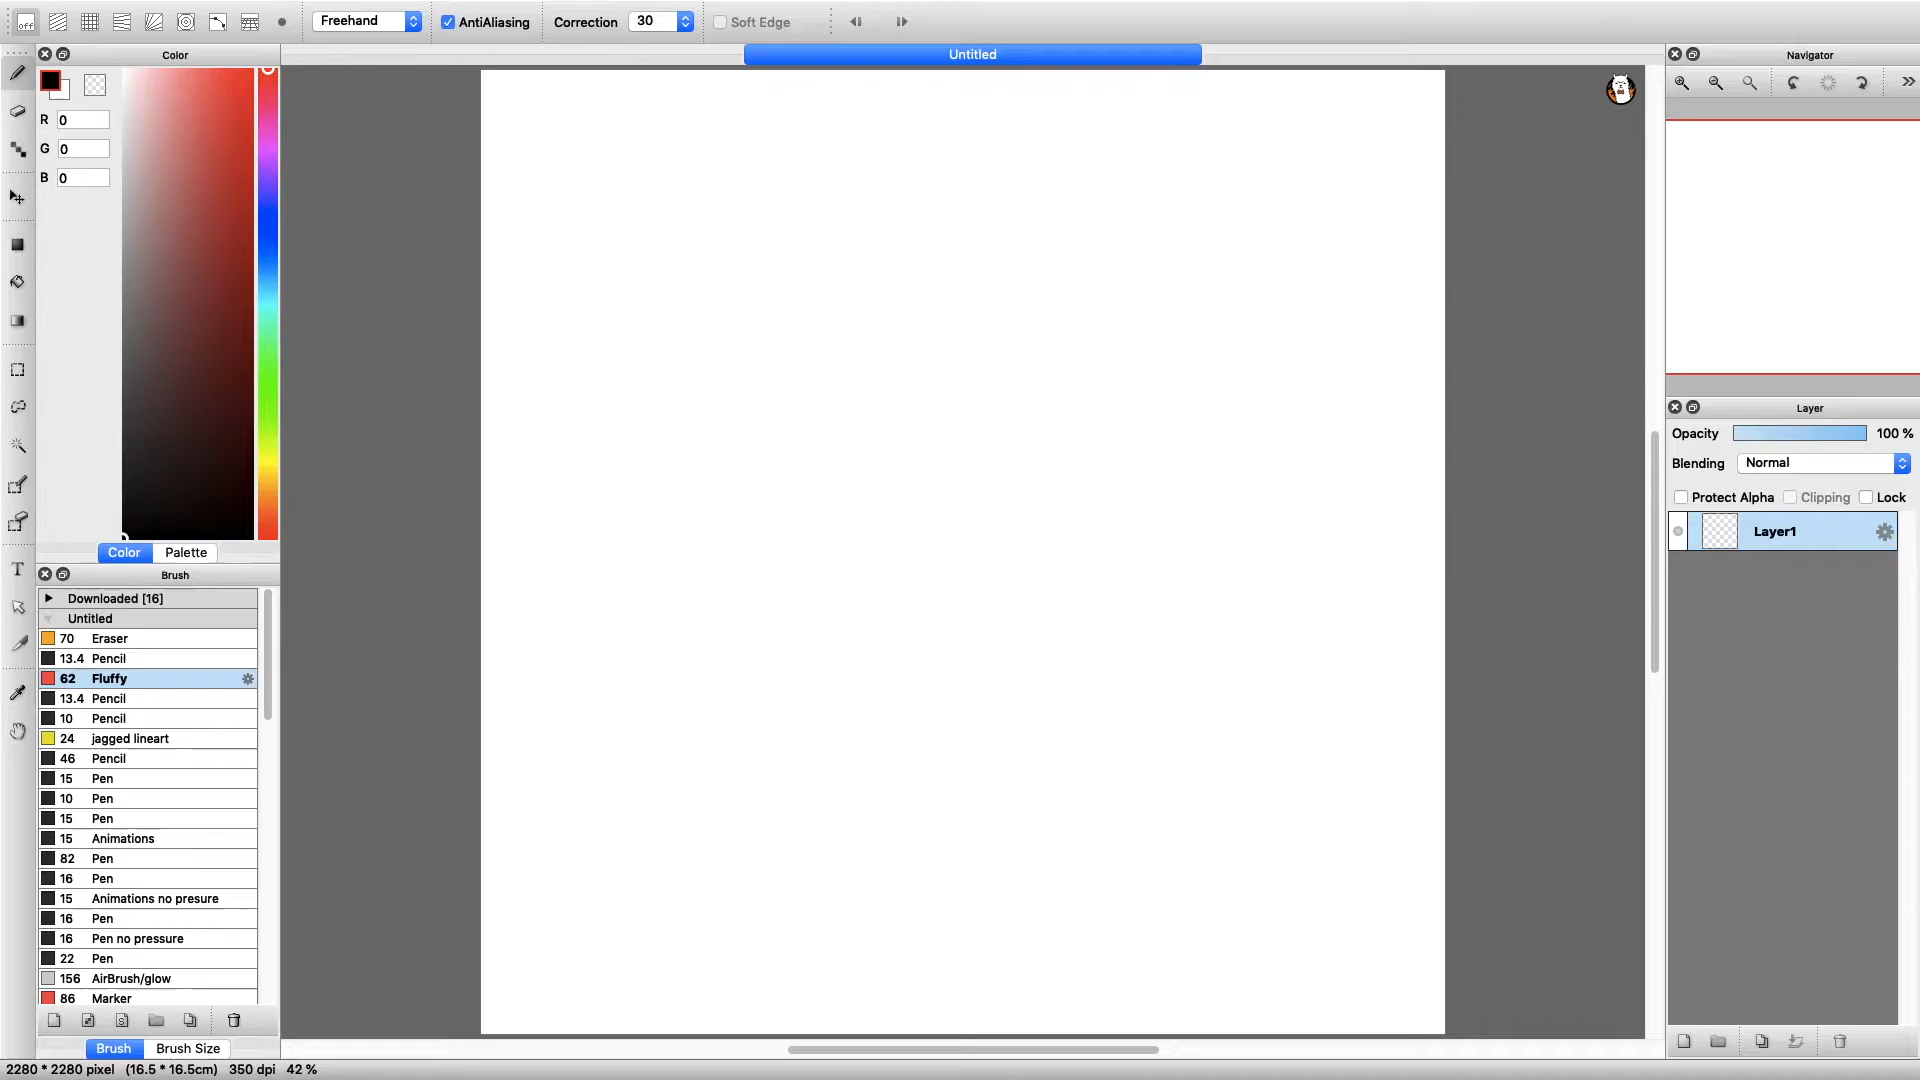 off Freehand AntiAliasing Correction 30 Soft Edge
Color
Untitled
Navigator
R 0
G 0
B 0
Color Palette
Brush
Downloaded [16]
Untitled
70 Eraser
13.4 Pencil
62 Fluffy
13.4 Pencil
10 Pencil
24 jagged lineart
46 Pencil
15 Pen
10 Pen
15 Pen
15 Animations
82 Pen
16 Pen
15 Animations no presure
16 Pen
16 Pen no pressure
22 Pen
156 AirBrush/glow
86 Marker
Brush Brush Size
Layer
Opacity 100 %
Blending Normal
Protect Alpha Clipping Lock
Layer1
2280 * 2280 pixel (16.5 * 16.5cm) 350 dpi 42 %